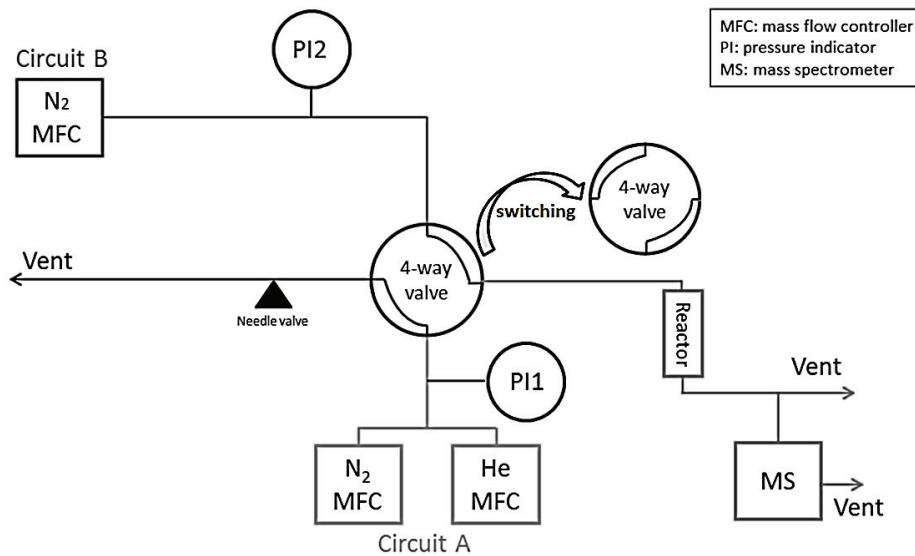 MFC: mass flow controller
PI: pressure indicator
MS: mass spectrometer
Circuit B
PI2
N₂
MFC
4-way
valve
switching
Vent
4-way
valve
Needle valve
Reactor
PI1
Vent
N₂
MFC
He
MFC
MS
Vent
Circuit A